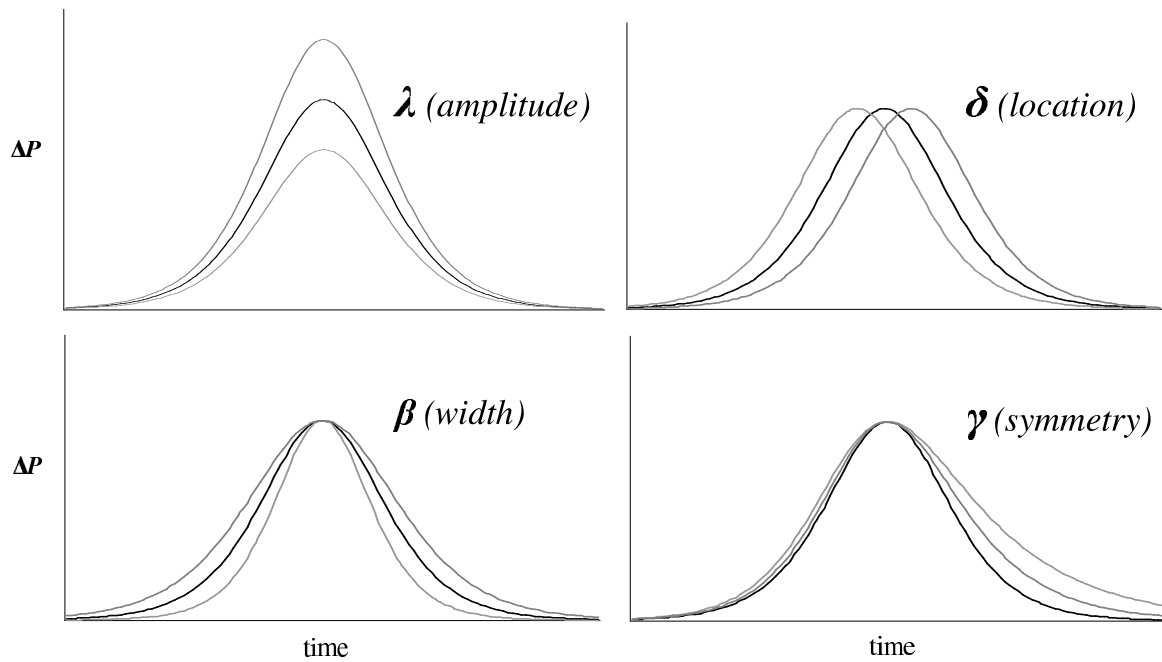 λ (amplitude)
δ (location)
ΔP
β (width)
γ (symmetry)
ΔP
time
time